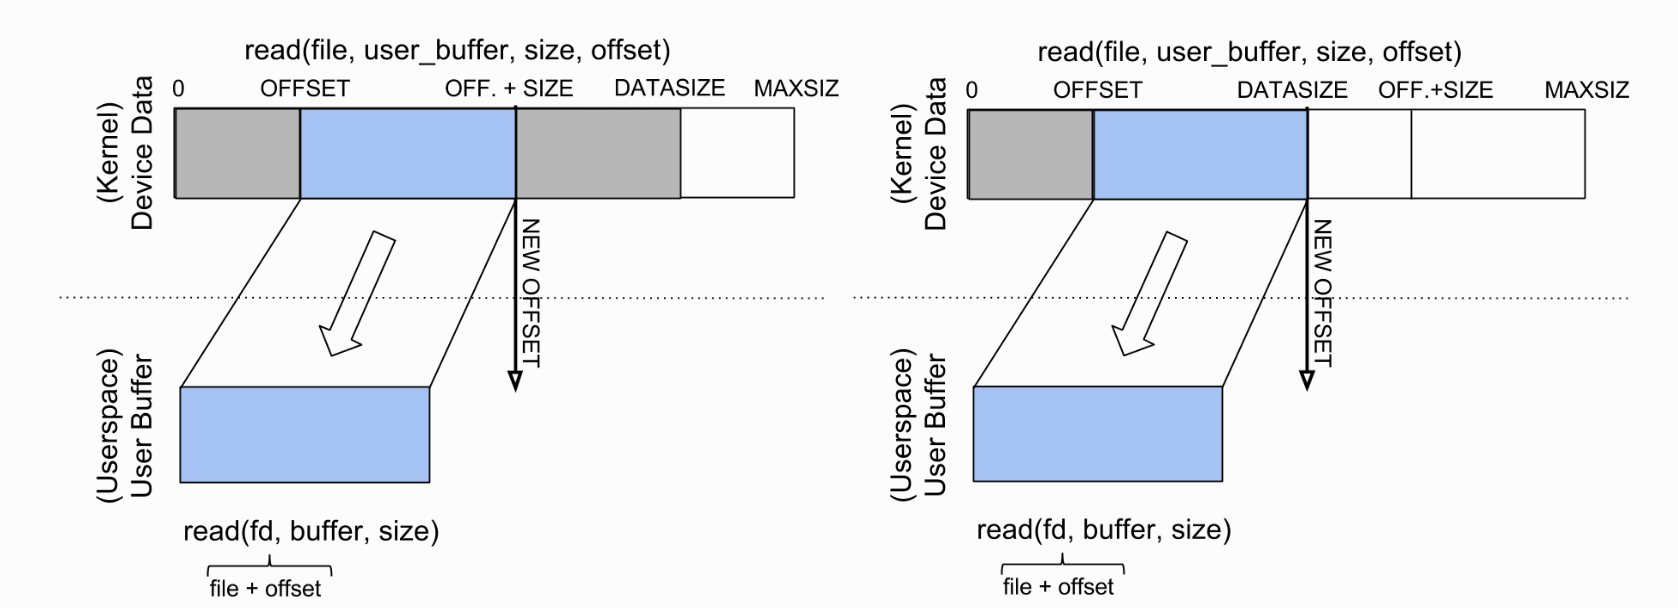 read(file, user_buffer, size, offset)
0 OFFSET OFF. + SIZE DATASIZE MAXSIZ
(Kernel)
Device Data
NEW OFFSET
(Userspace)
User Buffer
read(fd, buffer, size)
file + offset
read(file, user_buffer, size, offset)
0 OFFSET DATASIZE OFF.+SIZE MAXSIZ
(Kernel)
Device Data
NEW OFFSET
(Userspace)
User Buffer
read(fd, buffer, size)
file + offset